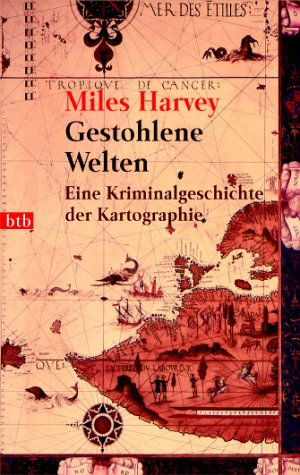 MER DES ETILLES:
TROPIQVE DE CANCER:
Miles Harvey
Gestohlene
Welten
Eine Kriminalgeschichte
der Kartographie
btb